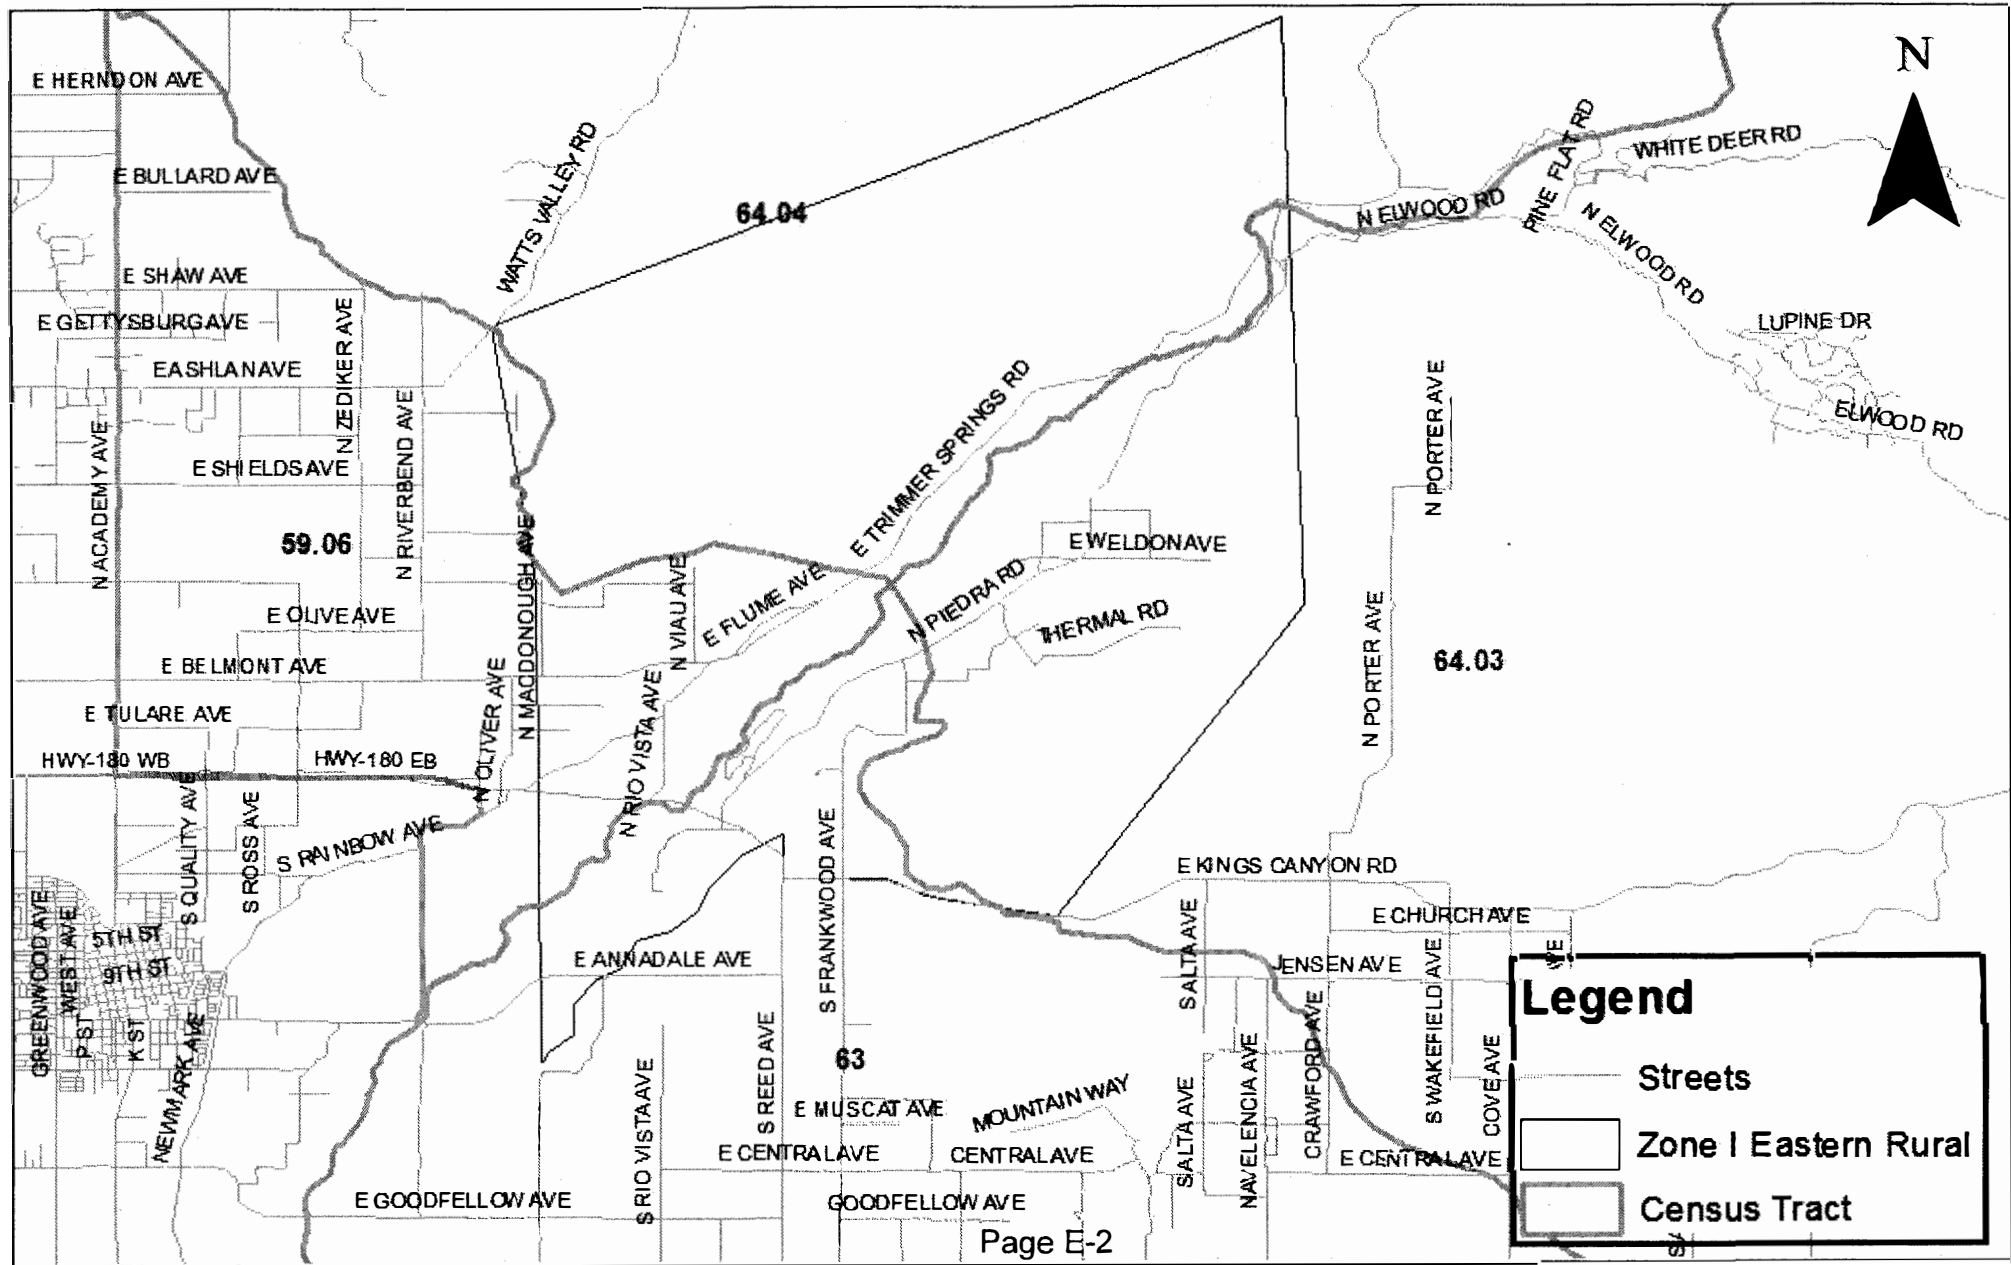 N
E HERNDON AVE
PINE FLAT RD
WHITE DEER RD
WATTS VALLEY RD
E BULLARD AVE
64.04
N ELWOOD RD
N ELWOOD RD
E SHAW AVE
E GETTYSBURG AVE
LUPINE DR
N ZEDIKER AVE
E ASHLAN AVE
E TRIMMER SPRINGS RD
N PORTER AVE
ELWOOD RD
N RIVERBEND AVE
N ACADEMY AVE
E SHIELDS AVE
59.06
N MACDONOUGH AVE
E WELDON AVE
N VIAU AVE
E FLUME AVE
N PIEDRA RD
THERMAL RD
E OLIVE AVE
N PORTER AVE
64.03
E BELMONT AVE
N OLIVER AVE
N RIO VISTA AVE
E TULARE AVE
HWY-180 WB
HWY-180 EB
S QUALITY AVE
S ROSS AVE
S RAINBOW AVE
S FRANKWOOD AVE
E KINGS CANYON RD
E CHURCH AVE
GREENWOOD AVE
WEST AVE
5TH ST
9TH ST
E ANNADALE AVE
S ALTA AVE
JENSEN AVE
S WAKEFIELD AVE
AVE
P ST
K ST
NEWMARK AVE
S REED AVE
63
CRAWFORD AVE
NAVELENCIA AVE
COVE AVE
S RIO VISTA AVE
E MUSCAT AVE
MOUNTAIN WAY
S ALTA AVE
E CENTRAL AVE
CENTRAL AVE
E CENTRAL AVE
E GOODFELLOW AVE
GOODFELLOW AVE
Legend
Streets
Zone I Eastern Rural
Census Tract
SA
Page E-2